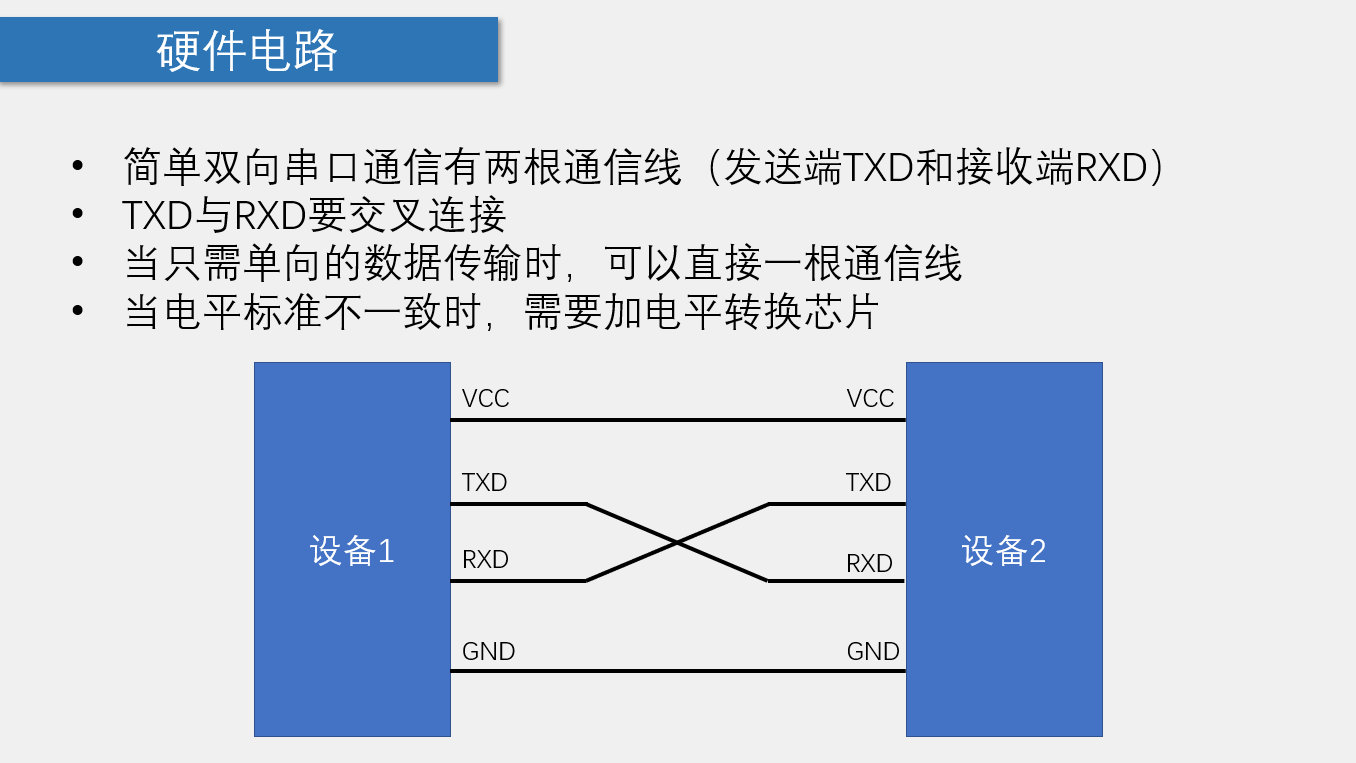 硬件电路
• 简单双向串口通信有两根通信线（发送端TXD和接收端RXD）
• TXD与RXD要交叉连接
• 当只需单向的数据传输时，可以直接一根通信线
• 当电平标准不一致时，需要加电平转换芯片
VCC VCC
TXD TXD
设备1 RXD RXD 设备2
GND GND